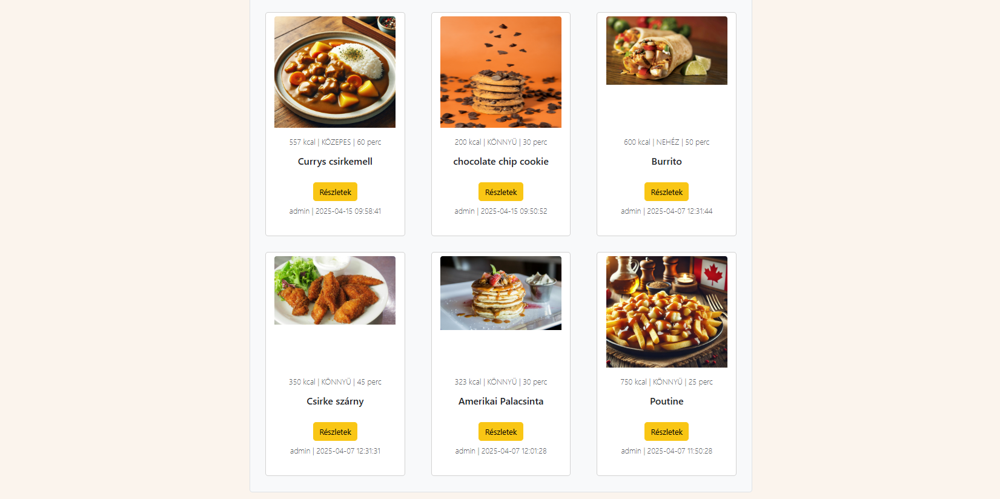 557 kcal | KÖZEPES | 60 perc
Currys csirkemell
Részletek
admin | 2025-04-15 09:58:41
200 kcal | KÖNNYŰ | 30 perc
chocolate chip cookie
Részletek
admin | 2025-04-15 09:50:52
600 kcal | NEHÉZ | 50 perc
Burrito
Részletek
admin | 2025-04-07 12:31:44
350 kcal | KÖNNYŰ | 45 perc
Csirke szárny
Részletek
admin | 2025-04-07 12:31:31
323 kcal | KÖNNYŰ | 30 perc
Amerikai Palacsinta
Részletek
admin | 2025-04-07 12:01:28
750 kcal | KÖNNYŰ | 25 perc
Poutine
Részletek
admin | 2025-04-07 11:50:28